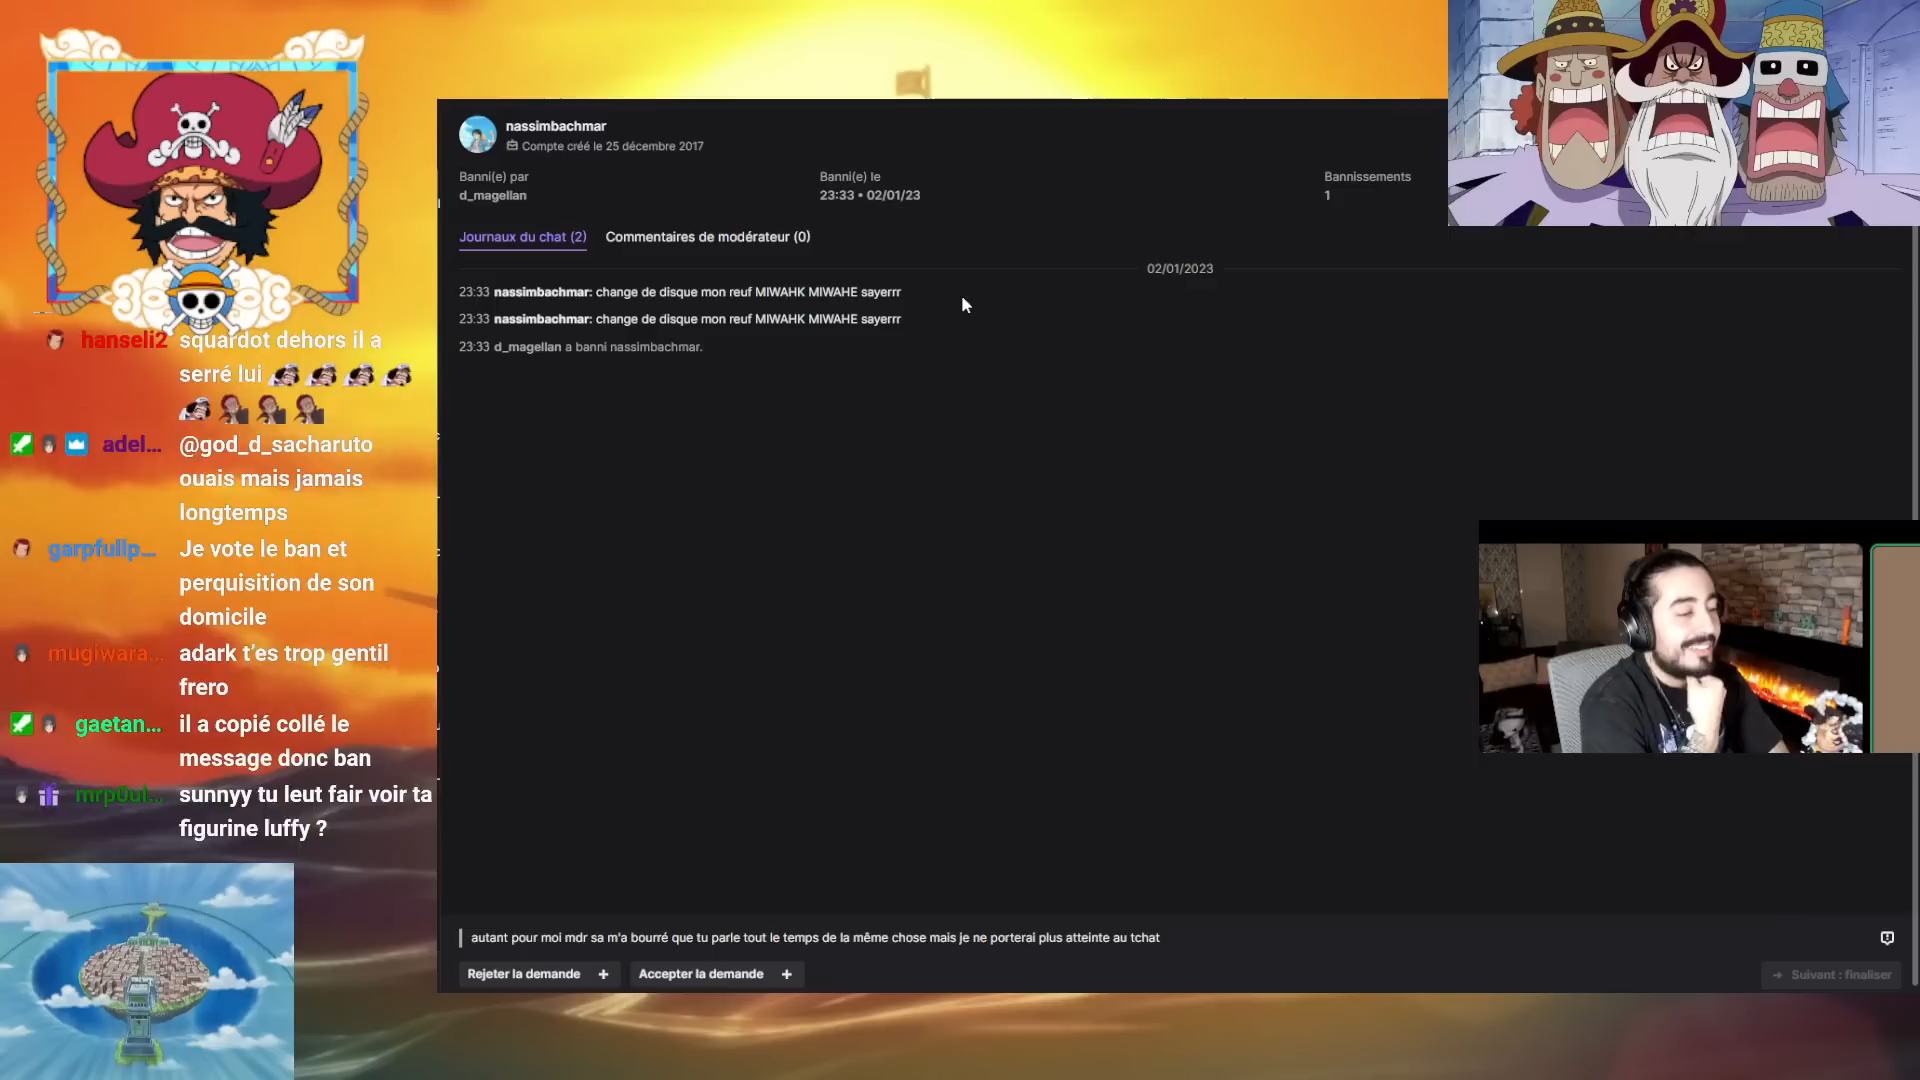 nassimbachmar
Compte créé le 25 décembre 2017
Banni(e) par
d_magellan
Banni(e) le
23:33 • 02/01/23
Bannissements
1
Journaux du chat (2)
Commentaires de modérateur (0)
02/01/2023
23:33 nassimbachmar: change de disque mon reuf MIWAHK MIWAHE sayerrr
23:33 nassimbachmar: change de disque mon reuf MIWAHK MIWAHE sayerrr
23:33 d_magellan a banni nassimbachmar.
hanseli2 squardot dehors il a
serré lui
adel... @god_d_sacharuto
ouais mais jamais
longtemps
garpfullp... Je vote le ban et
perquisition de son
domicile
mugiwara... adark t'es trop gentil
frero
gaetan... il a copié collé le
message donc ban
mrp0ul... sunnyy tu leut fair voir ta
figurine luffy ?
autant pour moi mdr sa m'a bourré que tu parle tout le temps de la même chose mais je ne porterai plus atteinte au tchat
Rejeter la demande +
Accepter la demande +
Suivant : finaliser